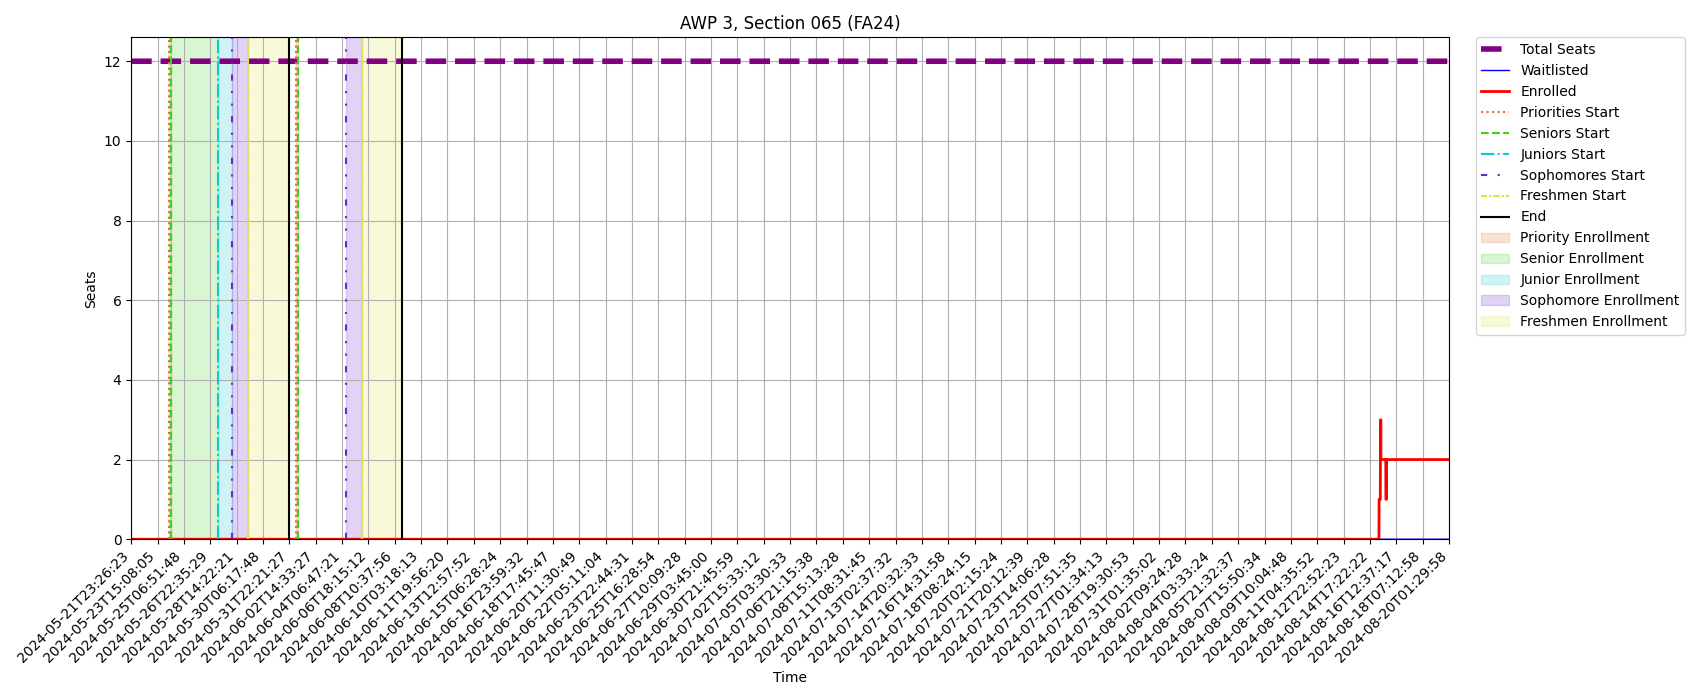 AWP 3, Section 065 (FA24)
Total Seats
Waitlisted
Enrolled
Priorities Start
Seniors Start
Juniors Start
Sophomores Start
Freshmen Start
End
Priority Enrollment
Senior Enrollment
Junior Enrollment
Sophomore Enrollment
Freshmen Enrollment
Seats
12
10
8
6
4
2
0
2024-05-21T23:26:23
2024-05-23T15:08:05
2024-05-25T06:51:48
2024-05-26T22:35:29
2024-05-28T14:22:21
2024-05-30T06:17:48
2024-05-31T22:21:27
2024-06-02T14:33:27
2024-06-04T06:47:21
2024-06-06T18:15:12
2024-06-08T10:37:56
2024-06-10T03:18:13
2024-06-11T19:56:20
2024-06-13T12:57:52
2024-06-15T06:28:24
2024-06-16T23:59:32
2024-06-18T17:45:47
2024-06-20T11:30:49
2024-06-22T05:11:04
2024-06-23T22:44:31
2024-06-25T16:28:54
2024-06-27T10:09:28
2024-06-29T03:45:00
2024-06-30T21:45:59
2024-07-02T15:33:12
2024-07-05T03:30:33
2024-07-06T21:15:38
2024-07-08T15:13:28
2024-07-11T08:31:45
2024-07-13T02:37:32
2024-07-14T20:32:33
2024-07-16T14:31:58
2024-07-18T08:24:15
2024-07-20T02:15:24
2024-07-21T20:12:39
2024-07-23T14:06:28
2024-07-25T07:51:35
2024-07-27T01:34:13
2024-07-28T19:30:53
2024-07-31T01:35:02
2024-08-02T09:24:28
2024-08-04T03:33:24
2024-08-05T21:32:37
2024-08-07T15:50:34
2024-08-09T10:04:48
2024-08-11T04:35:52
2024-08-12T22:52:23
2024-08-14T17:22:22
2024-08-16T12:37:17
2024-08-18T07:12:58
2024-08-20T01:29:58
Time